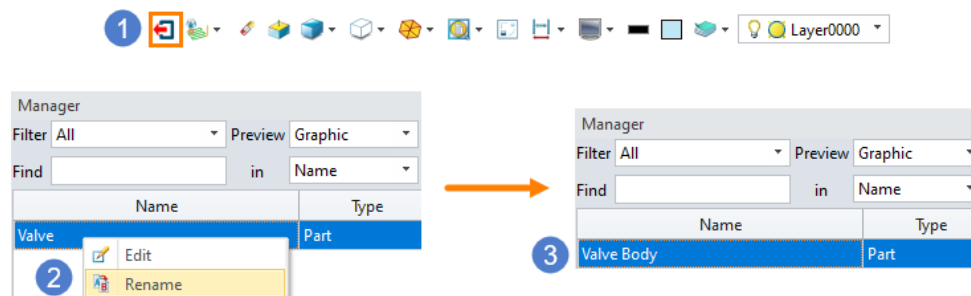 1
Layer0000
Manager
Filter All Preview Graphic
Find in Name
Name Type
Valve Part
Edit
2
Rename
Manager
Filter All Preview Graphic
Find in Name
Name Type
3 Valve Body Part